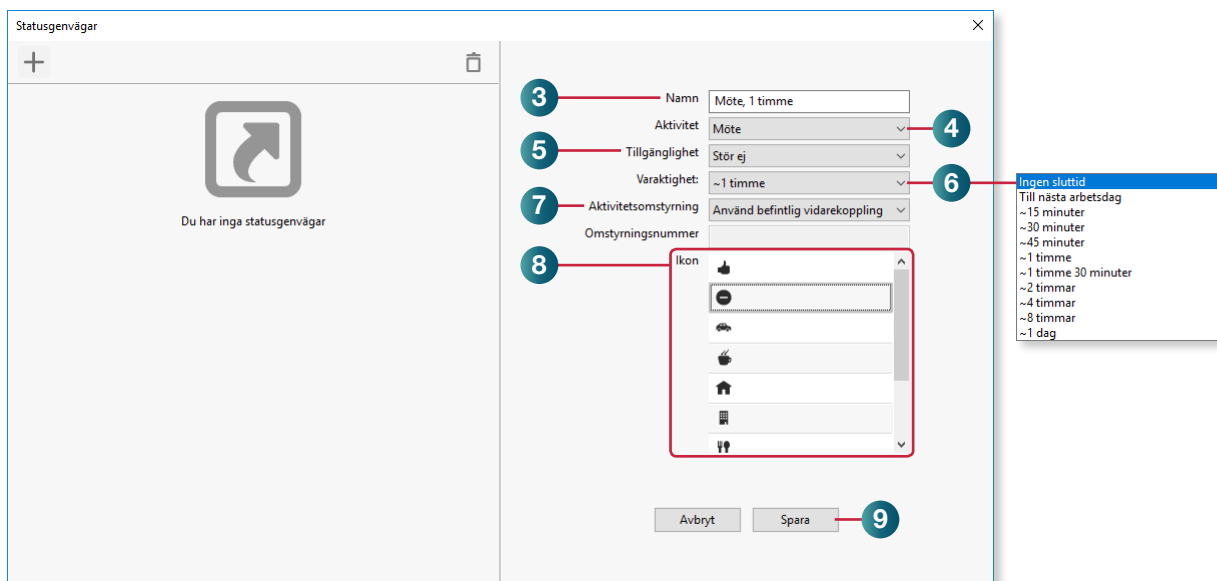 Statusgenvägar
Du har inga statusgenvägar
3
Namn
Möte, 1 timme
Aktivitet
Möte
4
5
Tillgänglighet
Stör ej
Varaktighet:
~1 timme
6
7
Aktivitetsomstyrning
Använd befintlig vidarekoppling
Omstyrningsnummer
8
Ikon
Avbryt
Spara
9
Ingen sluttid
Till nästa arbetsdag
~15 minuter
~30 minuter
~45 minuter
~1 timme
~1 timme 30 minuter
~2 timmar
~4 timmar
~8 timmar
~1 dag